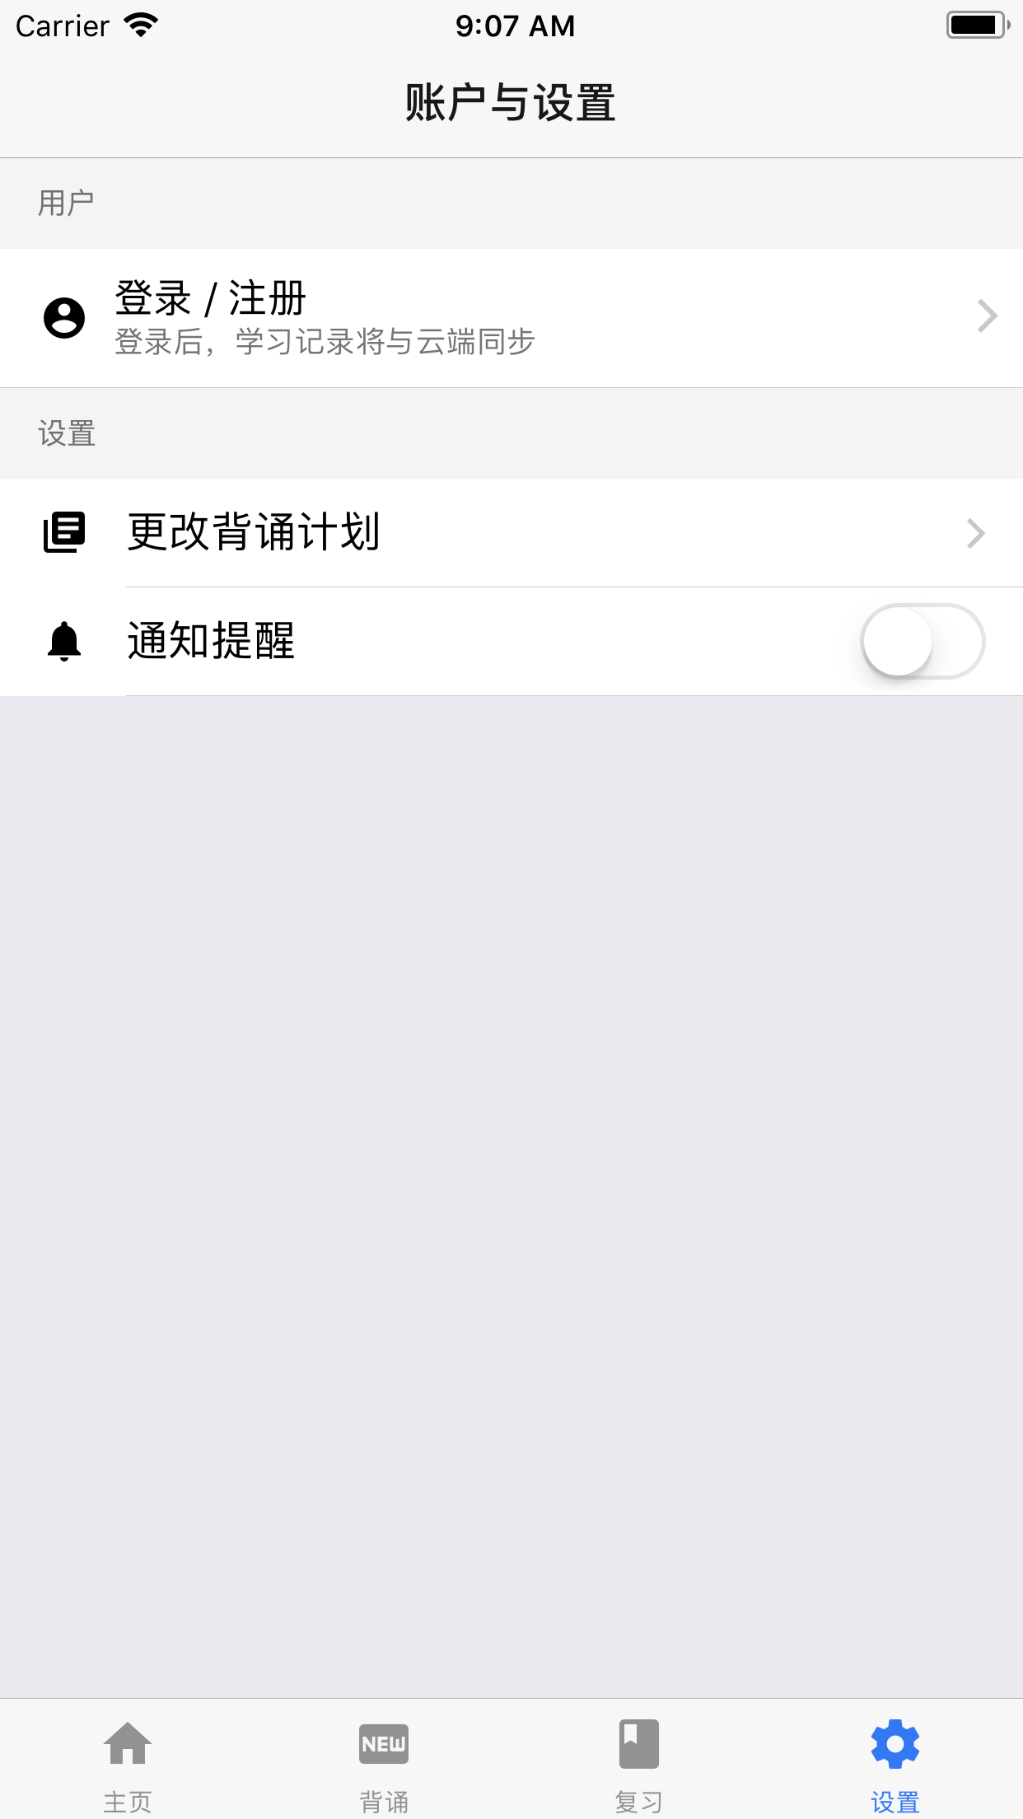 Carrier 9:07 AM
账户与设置
用户
登录 / 注册
登录后，学习记录将与云端同步
设置
更改背诵计划
通知提醒
NEW
主页 背诵 复习 设置